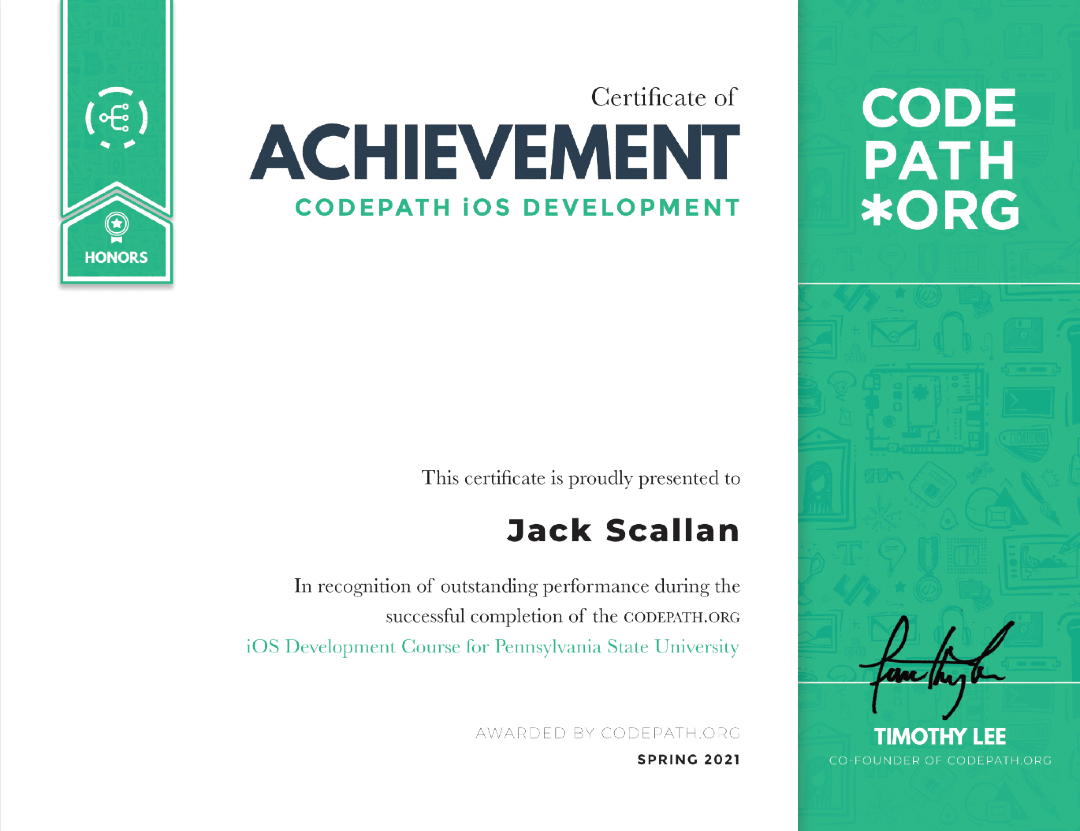 HONORS
Certificate of
ACHIEVEMENT
CODEPATH iOS DEVELOPMENT
This certificate is proudly presented to
Jack Scallan
In recognition of outstanding performance during the
successful completion of the CODEPATH.ORG
iOS Development Course for Pennsylvania State University
AWARDED BY CODEPATH.ORG
SPRING 2021
CODE
PATH
*ORG
TIMOTHY LEE
CO-FOUNDER OF CODEPATH.ORG